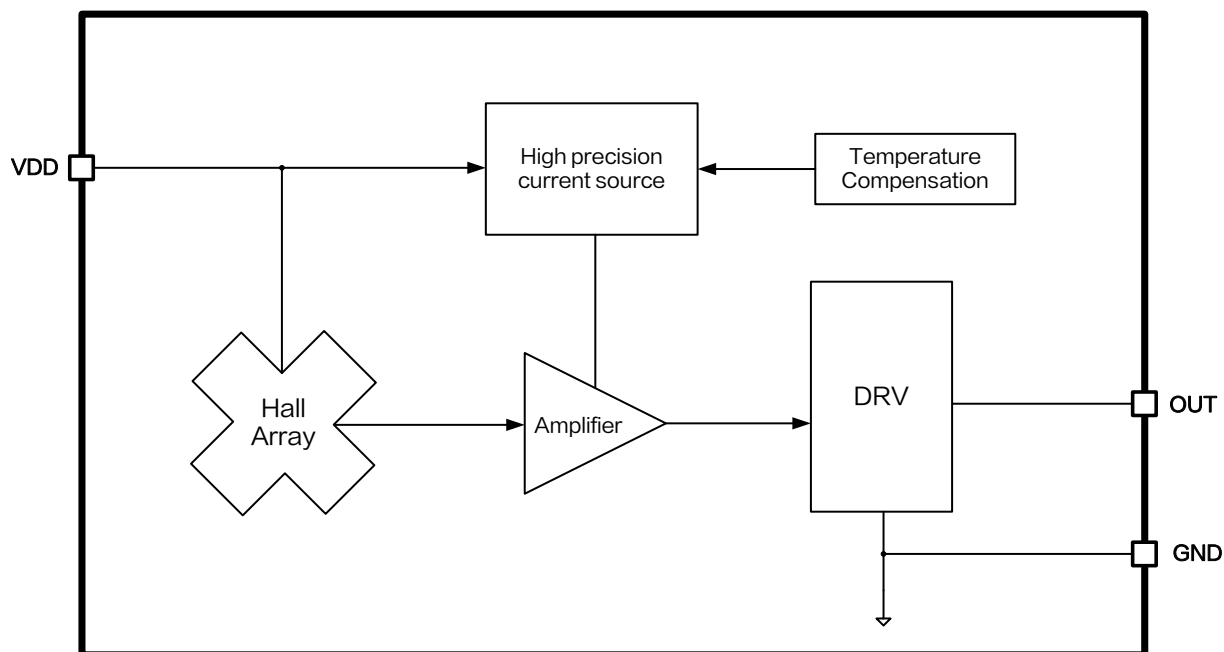 VDD
High precision
current source
Temperature
Compensation
Hall
Array
Amplifier
DRV
OUT
GND